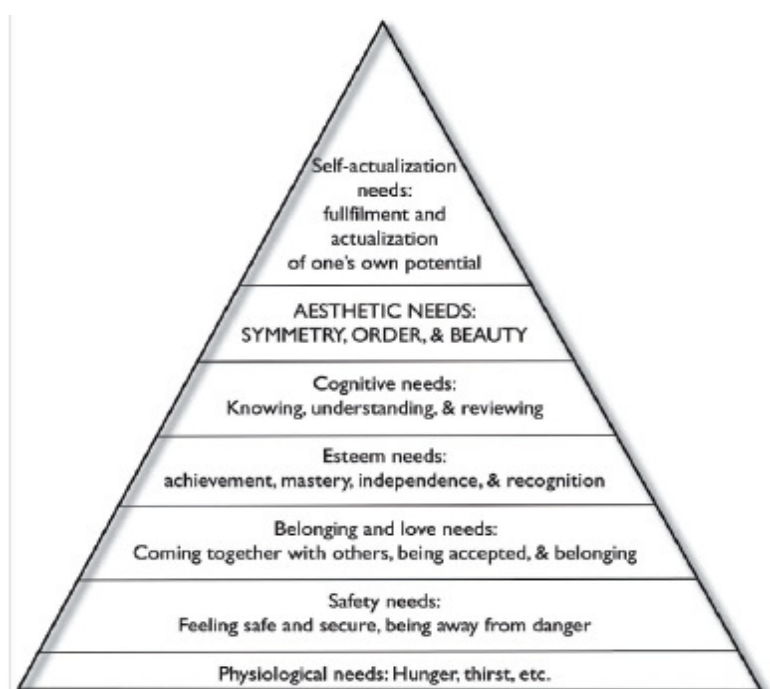 Self-actualization
needs:
fullfilment and
actualization
of one's own potential
AESTHETIC NEEDS:
SYMMETRY, ORDER, & BEAUTY
Cognitive needs:
Knowing, understanding, & reviewing
Esteem needs:
achievement, mastery, independence, & recognition
Belonging and love needs:
Coming together with others, being accepted, & belonging
Safety needs:
Feeling safe and secure, being away from danger
Physiological needs: Hunger, thirst, etc.